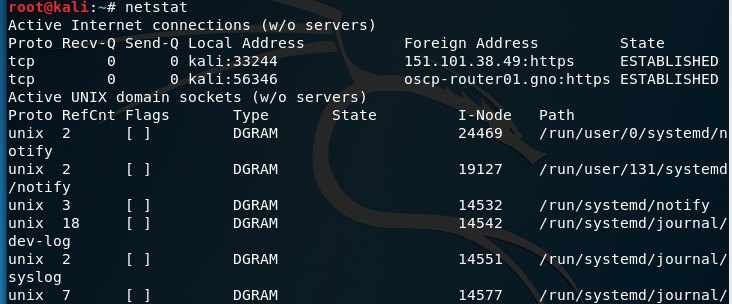 root@kali:~# netstat
Active Internet connections (w/o servers)
Proto Recv-Q Send-Q Local Address           Foreign Address         State
tcp        0      0 kali:33244              151.101.38.49:https     ESTABLISHED
tcp        0      0 kali:56346              oscp-router01.gno:https ESTABLISHED
Active UNIX domain sockets (w/o servers)
Proto RefCnt Flags       Type       State         I-Node   Path
unix  2      [ ]         DGRAM                    24469    /run/user/0/systemd/n
otify
unix  2      [ ]         DGRAM                    19127    /run/user/131/systemd
/notify
unix  3      [ ]         DGRAM                    14532    /run/systemd/notify
unix  18     [ ]         DGRAM                    14542    /run/systemd/journal/
dev-log
unix  2      [ ]         DGRAM                    14551    /run/systemd/journal/
syslog
unix  7      [ ]         DGRAM                    14577    /run/systemd/journal/